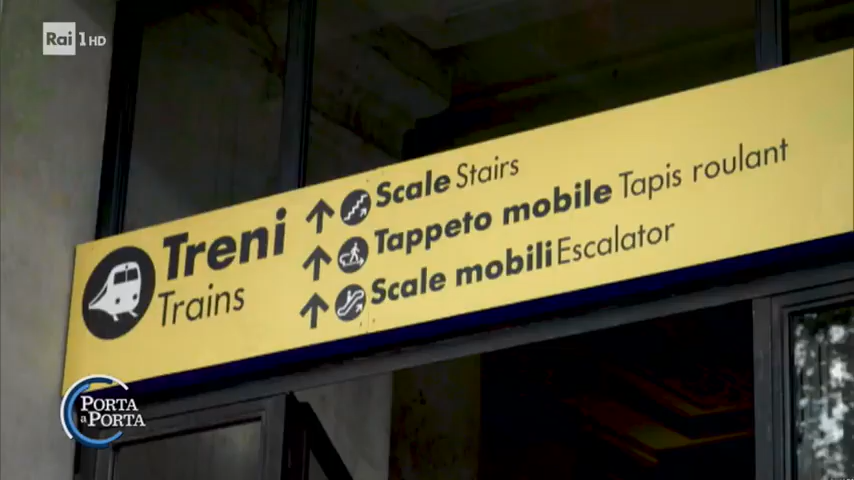 Rai 1 HD
Treni
Trains
Scale Stairs
Tappeto mobile Tapis roulant
Scale mobili Escalator
PORTA
a PORTA